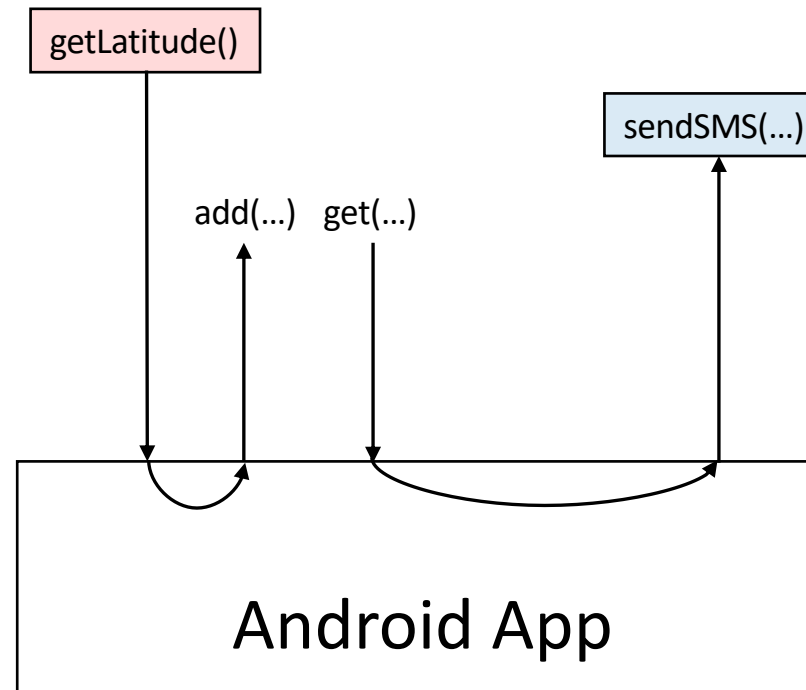 getLatitude()
sendSMS(…)
add(…) get(…)
Android App